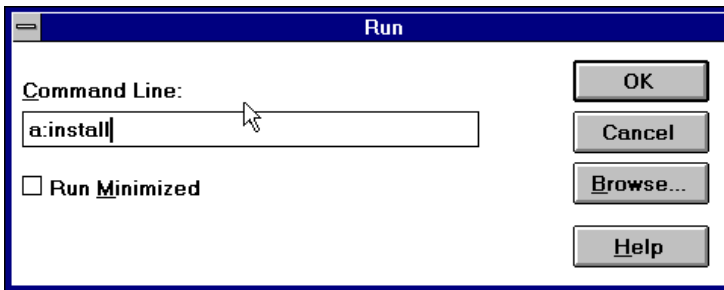 Run
Command Line:
a:install
Run Minimized
OK
Cancel
Browse...
Help